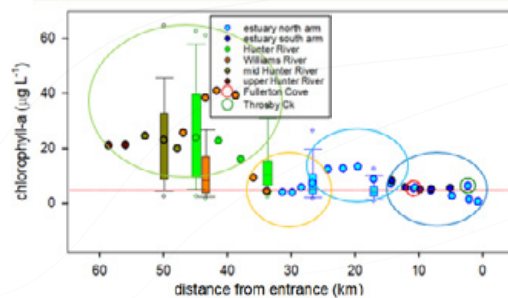 60
40
20
0
chlorophyll-a (µg L⁻¹)
estuary north arm
estuary south arm
Hunter River
Williams River
mid Hunter River
upper Hunter River
Fullerton Cove
Throsby Ck
60 50 40 30 20 10 0
distance from entrance (km)